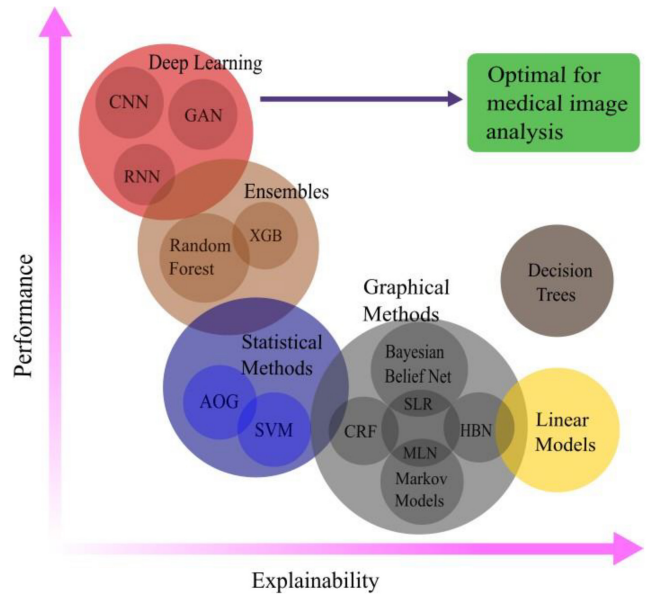 Deep Learning
CNN
GAN
RNN
Optimal for
medical image
analysis
Ensembles
XGB
Random
Forest
Decision
Trees
Graphical
Methods
Statistical
Methods
AOG
SVM
Bayesian
Belief Net
SLR
CRF
HBN
MLN
Markov
Models
Linear
Models
Performance
Explainability